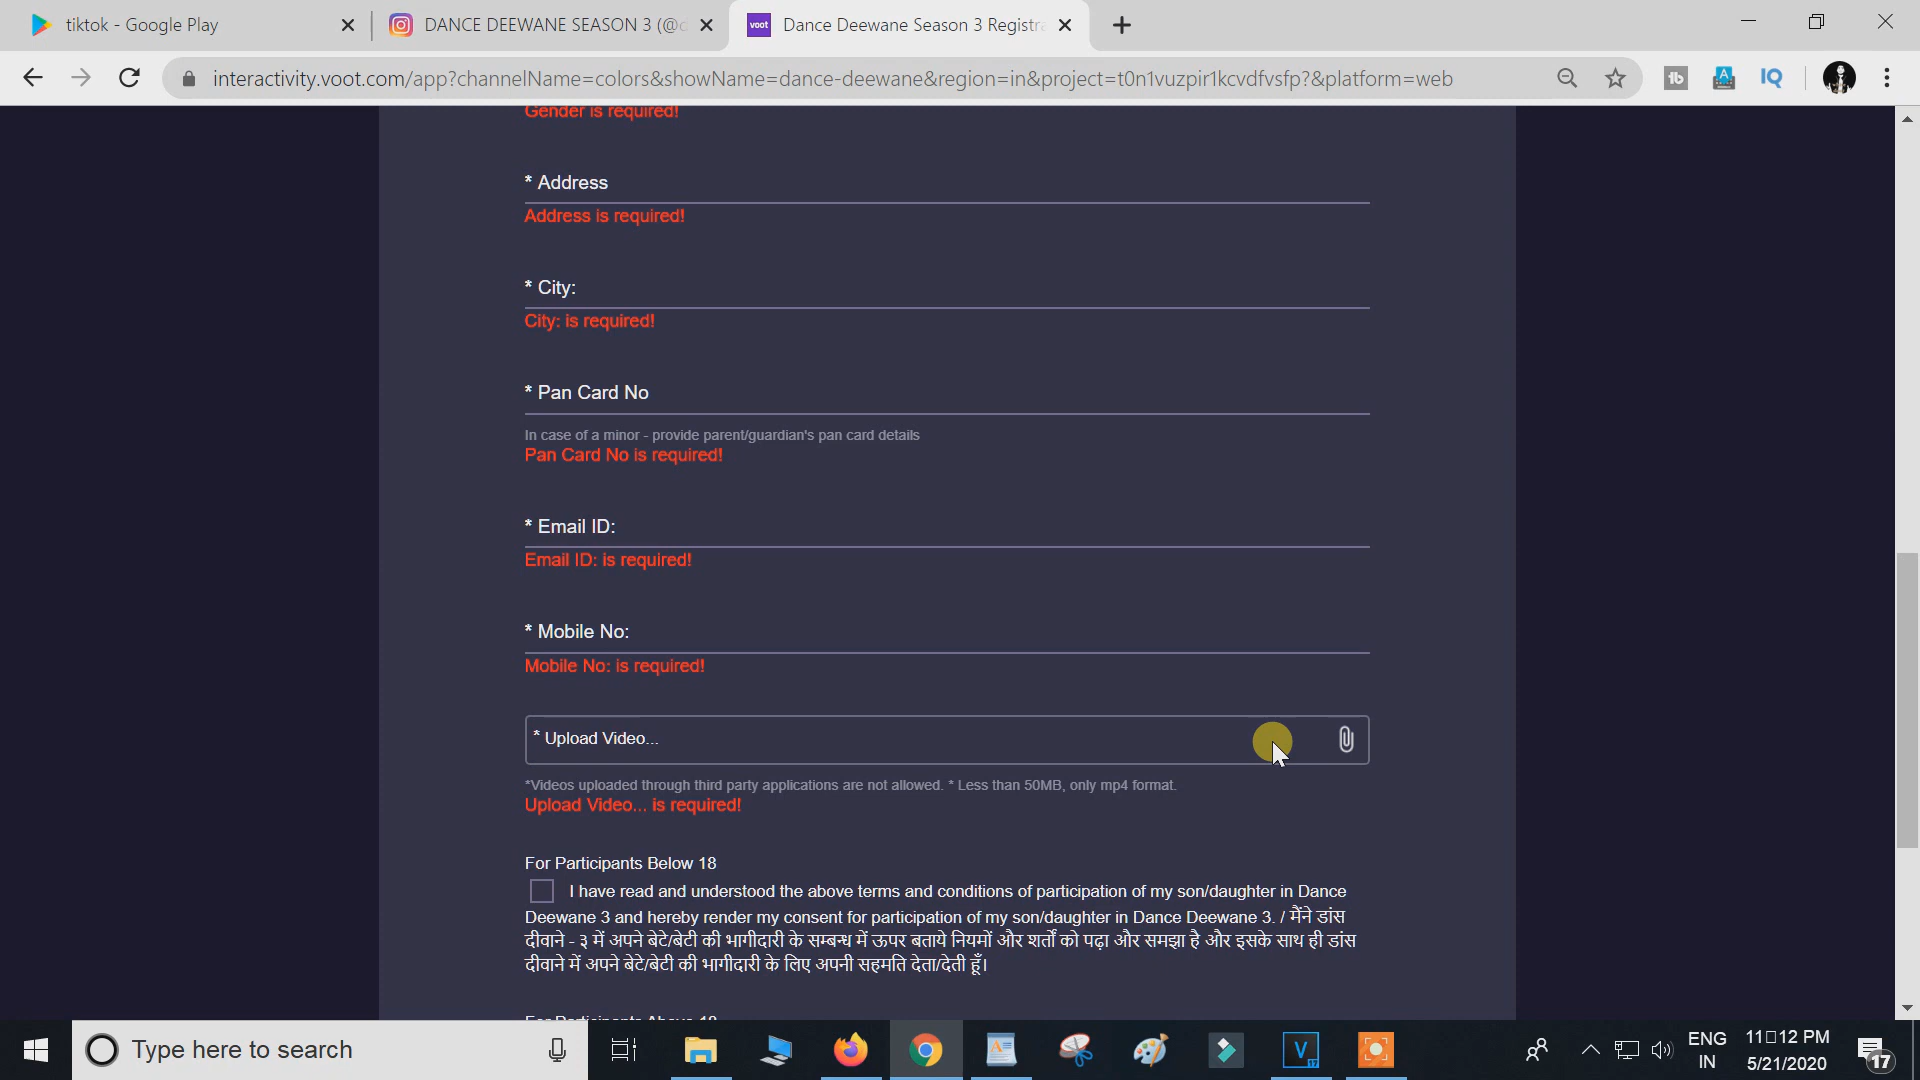 tiktok - Google Play
DANCE DEEWANE SEASON 3 (@d
voot
Dance Deewane Season 3 Registra
interactivity.voot.com/app?channelName=colors&showName=dance-deewane&region=in&project=t0n1vuzpir1kcvdfvsfp?&platform=web
Gender is required!
* Address
Address is required!
* City:
City: is required!
* Pan Card No
In case of a minor - provide parent/guardian's pan card details
Pan Card No is required!
* Email ID:
Email ID: is required!
* Mobile No:
Mobile No: is required!
* Upload Video...
*Videos uploaded through third party applications are not allowed. * Less than 50MB, only mp4 format.
Upload Video... is required!
For Participants Below 18
I have read and understood the above terms and conditions of participation of my son/daughter in Dance
Deewane 3 and hereby render my consent for participation of my son/daughter in Dance Deewane 3. / मैंने डांस
दीवाने - ३ में अपने बेटे/बेटी की भागीदारी के सम्बन्ध में ऊपर बताये नियमों और शर्तों को पढ़ा और समझा है और इसके साथ ही डांस
दीवाने में अपने बेटे/बेटी की भागीदारी के लिए अपनी सहमति देता/देती हूँ।
For Participants Above 18
Type here to search
ENG
IN
11:12 PM
5/21/2020
17